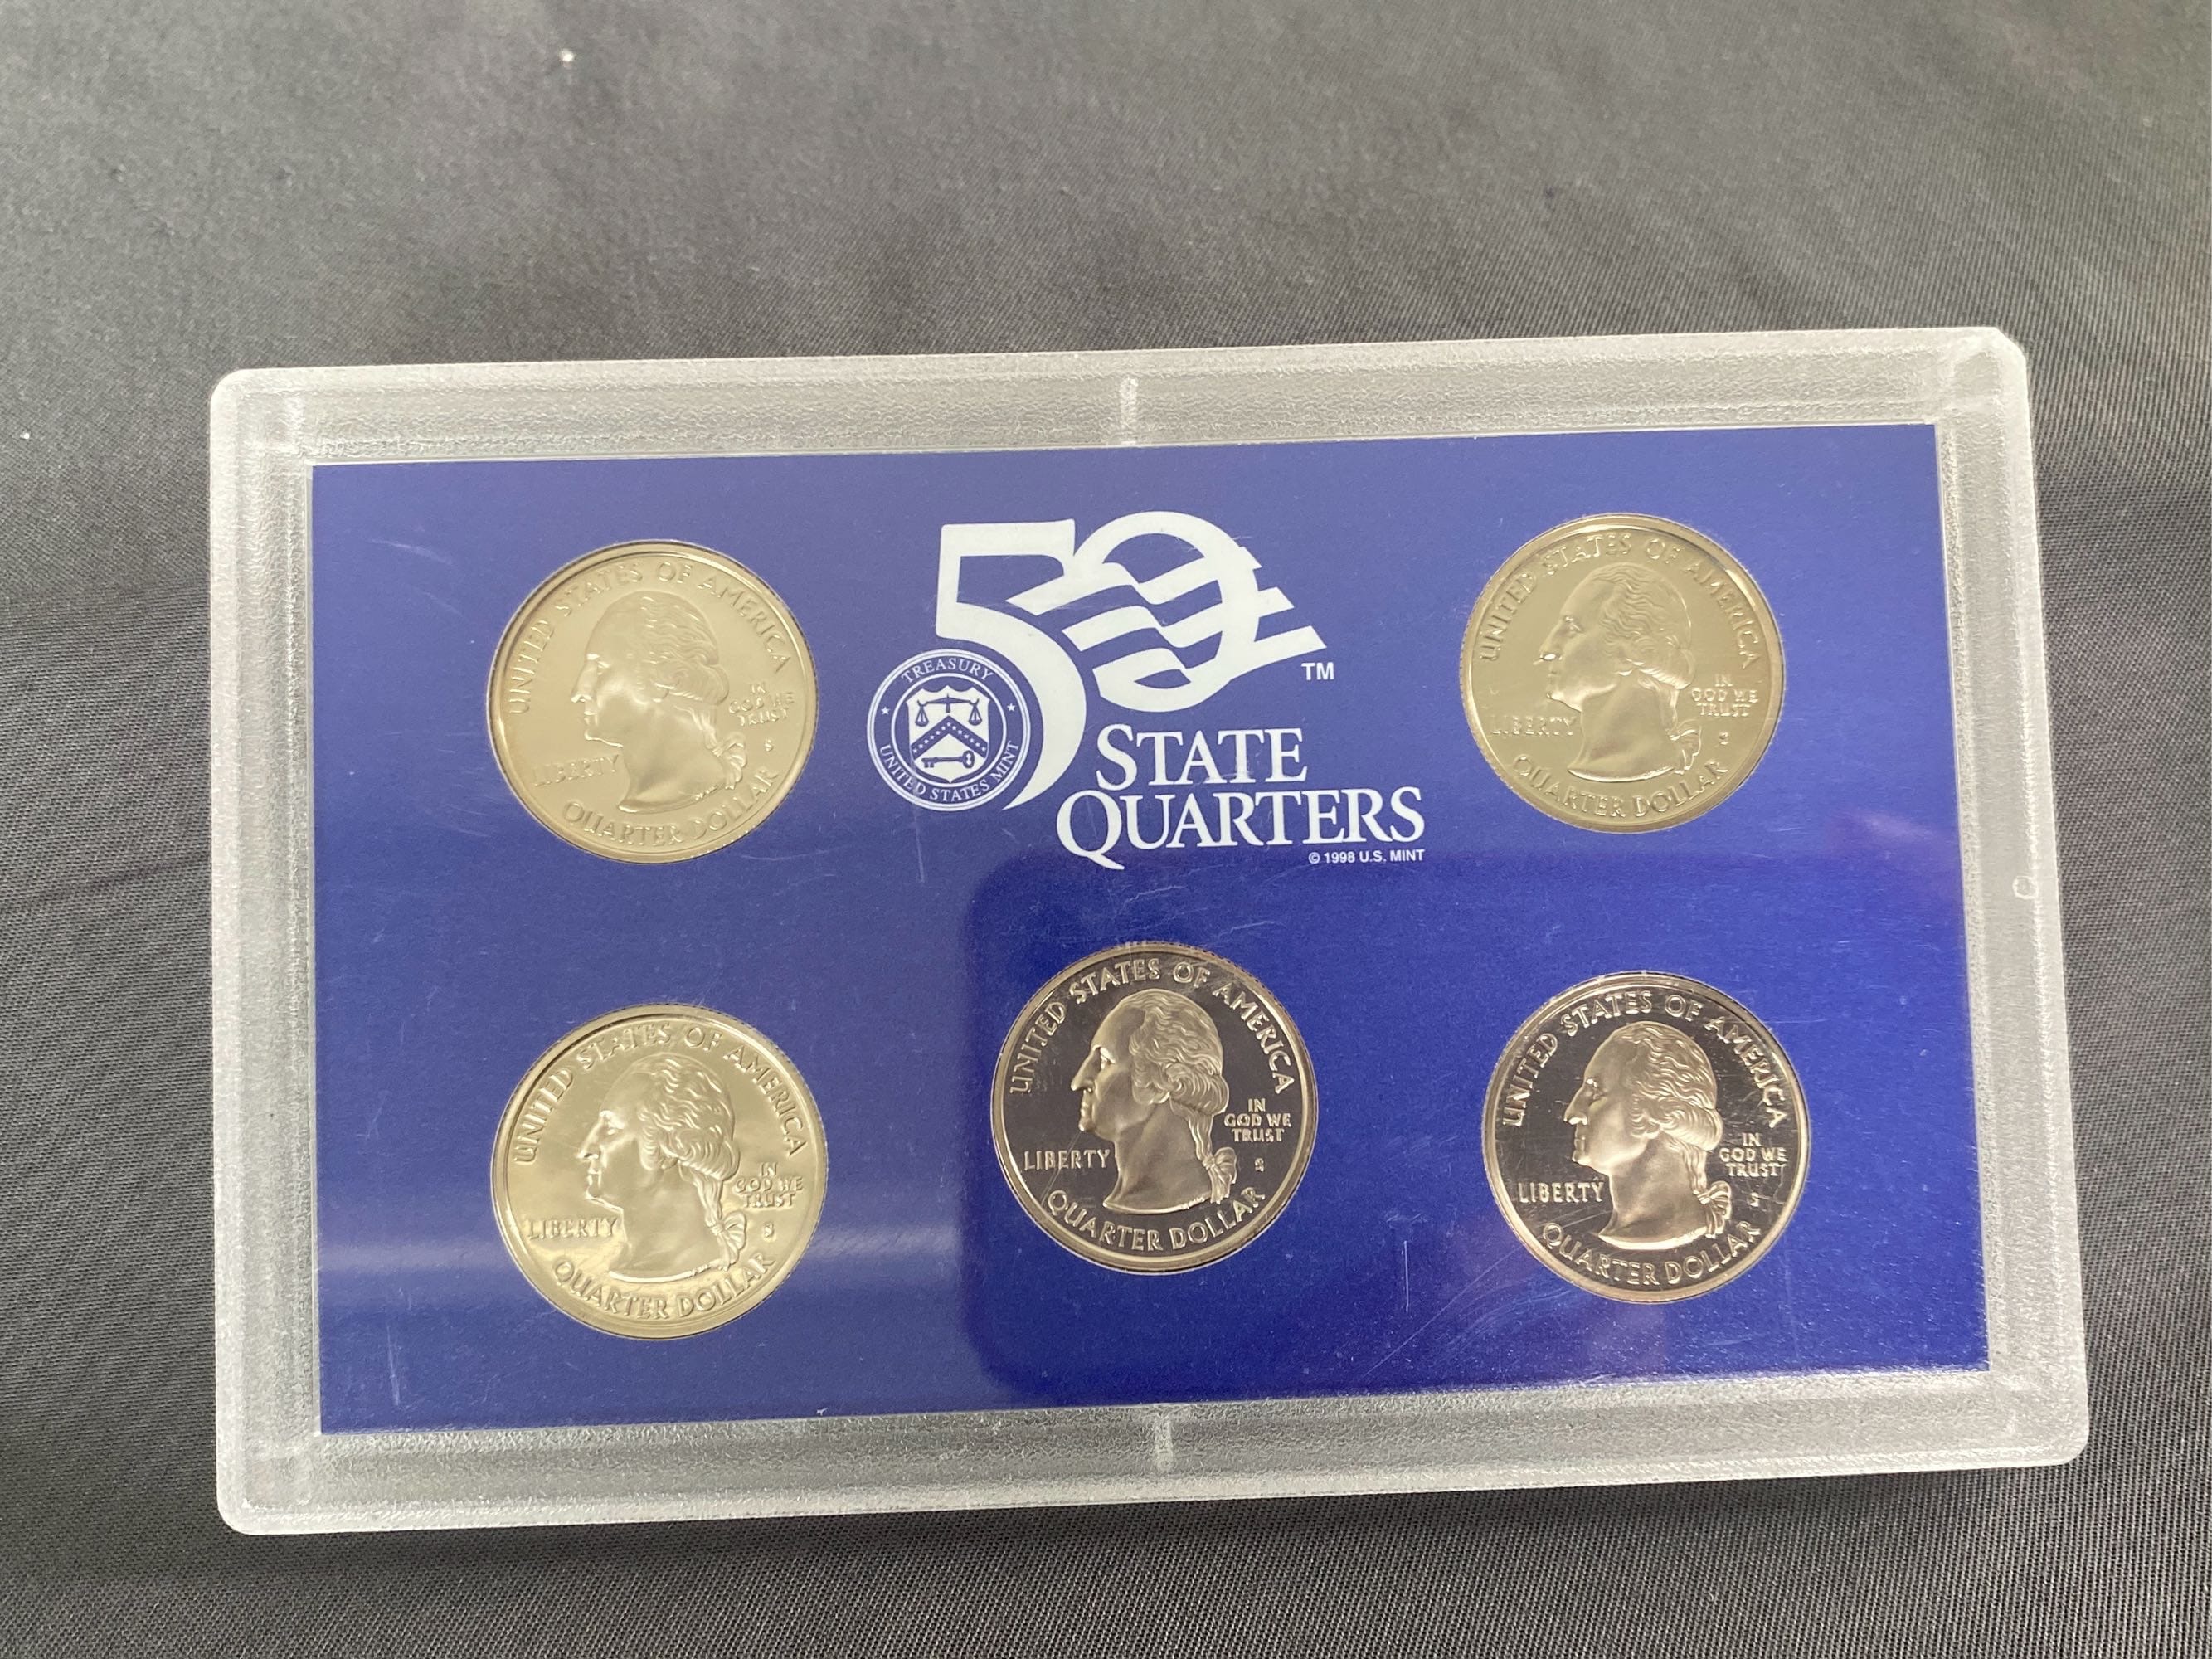 50
TM
STATE
QUARTERS
© 1998 U.S. MINT
TREASURY
UNITED STATES MINT
UNITED STATES OF AMERICA
IN
GOD WE
TRUST
S
LIBERTY
QUARTER DOLLAR
UNITED STATES OF AMERICA
IN
GOD WE
TRUST
S
LIBERTY
QUARTER DOLLAR
UNITED STATES OF AMERICA
IN
GOD WE
TRUST
S
LIBERTY
QUARTER DOLLAR
UNITED STATES OF AMERICA
IN
GOD WE
TRUST
S
LIBERTY
QUARTER DOLLAR
UNITED STATES OF AMERICA
IN
GOD WE
TRUST
S
LIBERTY
QUARTER DOLLAR